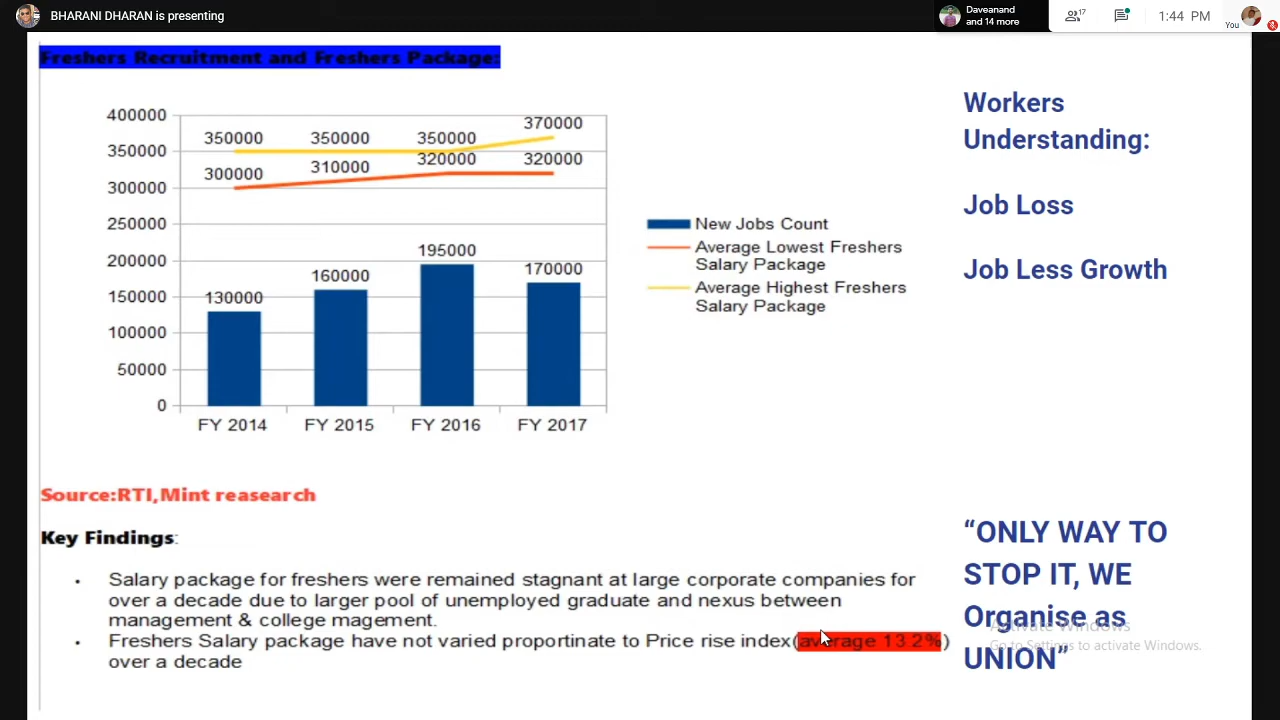 BHARANI DHARAN is presenting
Daveanand
and 14 more
17
1:44 PM
You
Freshers Recruitment and Freshers Package:
400000
350000
300000
250000
200000
150000
100000
50000
0
350000 350000 350000 370000
300000 310000 320000 320000
130000 160000 195000 170000
FY 2014 FY 2015 FY 2016 FY 2017
New Jobs Count
Average Lowest Freshers
Salary Package
Average Highest Freshers
Salary Package
Workers
Understanding:
Job Loss
Job Less Growth
Source:RTI,Mint reasearch
Key Findings:
• Salary package for freshers were remained stagnant at large corporate companies for
over a decade due to larger pool of unemployed graduate and nexus between
management & college magement.
• Freshers Salary package have not varied proportinate to Price rise index(average 13.2%)
over a decade
“ONLY WAY TO
STOP IT, WE
Organise as
UNION”
Activate Windows
Go to Settings to activate Windows.